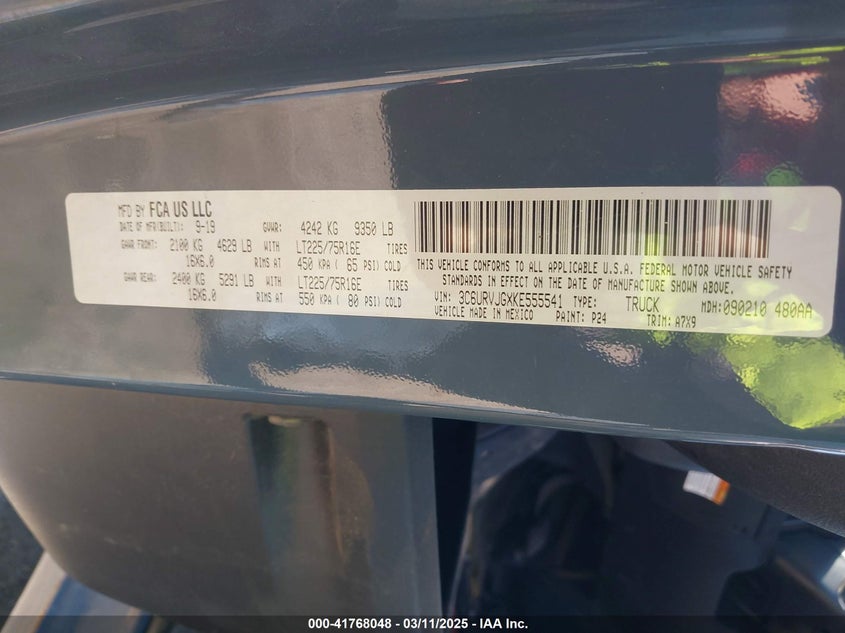 MFD BY FCA US LLC
DATE OF MFR(BUILT): 9-19 GVWR: 4242 KG 9350 LB
GAWR FRONT: 2100 KG 4629 LB WITH LT225/75R16E TIRES
16X6.0 RIMS AT 450 KPA ( 65 PSI) COLD
GAWR REAR: 2400 KG 5291 LB WITH LT225/75R16E TIRES
16X6.0 RIMS AT 550 KPA ( 80 PSI) COLD
THIS VEHICLE CONFORMS TO ALL APPLICABLE U.S.A. FEDERAL MOTOR VEHICLE SAFETY
STANDARDS IN EFFECT ON THE DATE OF MANUFACTURE SHOWN ABOVE.
VIN: 3C6URVJGXKE555541 TYPE: TRUCK MDH:090210 480AA
VEHICLE MADE IN MEXICO PAINT: P24 TRIM: A7X9
000-41768048 - 03/11/2025 - IAA Inc.